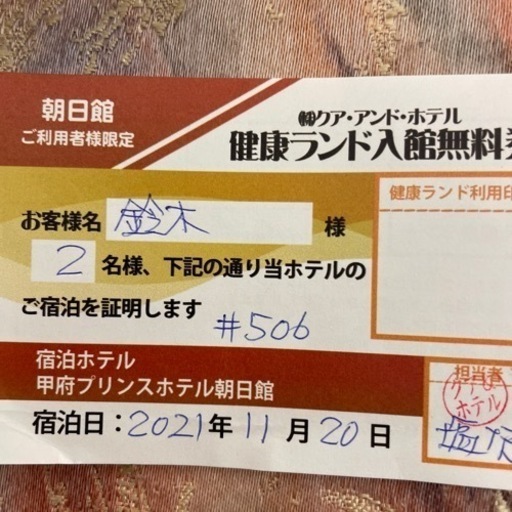 朝日館
ご利用者様限定
㈱クア・アンド・ホテル
健康ランド入館無料券
健康ランド利用印
お客様名 鈴木 様
2 名様、下記の通り当ホテルの
ご宿泊を証明します
#506
宿泊ホテル
甲府プリンスホテル朝日館
担当者
ホテル
宿泊日：2021年11月20日